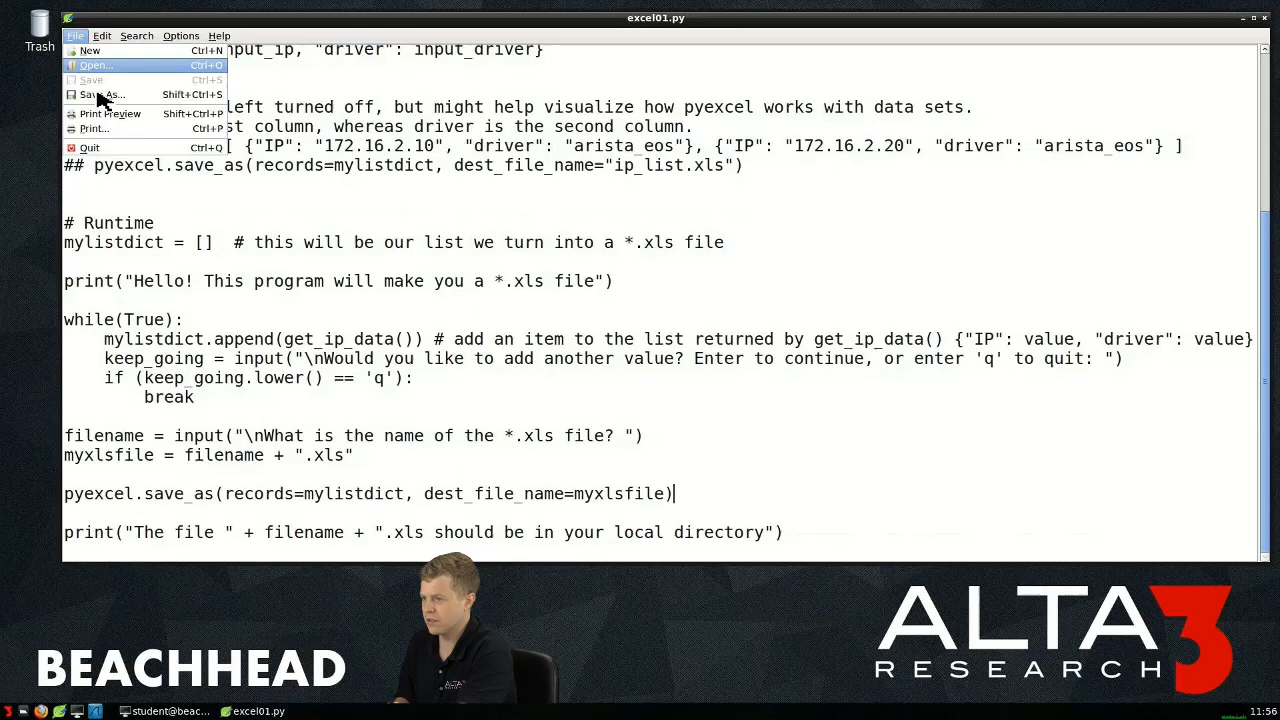 excel01.py
Trash
File Edit Search Options Help
New Ctrl+N
Open... Ctrl+O
Save Ctrl+S
Save As... Shift+Ctrl+S
Print Preview Shift+Ctrl+P
Print... Ctrl+P
Quit Ctrl+Q
nput_ip, "driver": input_driver}
left turned off, but might help visualize how pyexcel works with data sets.
st column, whereas driver is the second column.
[ {"IP": "172.16.2.10", "driver": "arista_eos"}, {"IP": "172.16.2.20", "driver": "arista_eos"} ]
## pyexcel.save_as(records=mylistdict, dest_file_name="ip_list.xls")
# Runtime
mylistdict = [] # this will be our list we turn into a *.xls file
print("Hello! This program will make you a *.xls file")
while(True):
mylistdict.append(get_ip_data()) # add an item to the list returned by get_ip_data() {"IP": value, "driver": value}
keep_going = input("\nWould you like to add another value? Enter to continue, or enter 'q' to quit: ")
if (keep_going.lower() == 'q'):
break
filename = input("\nWhat is the name of the *.xls file? ")
myxlsfile = filename + ".xls"
pyexcel.save_as(records=mylistdict, dest_file_name=myxlsfile)
print("The file " + filename + ".xls should be in your local directory")
BEACHHEAD
ALTA3
RESEARCH
ALTA3
student@beac... excel01.py 11:56